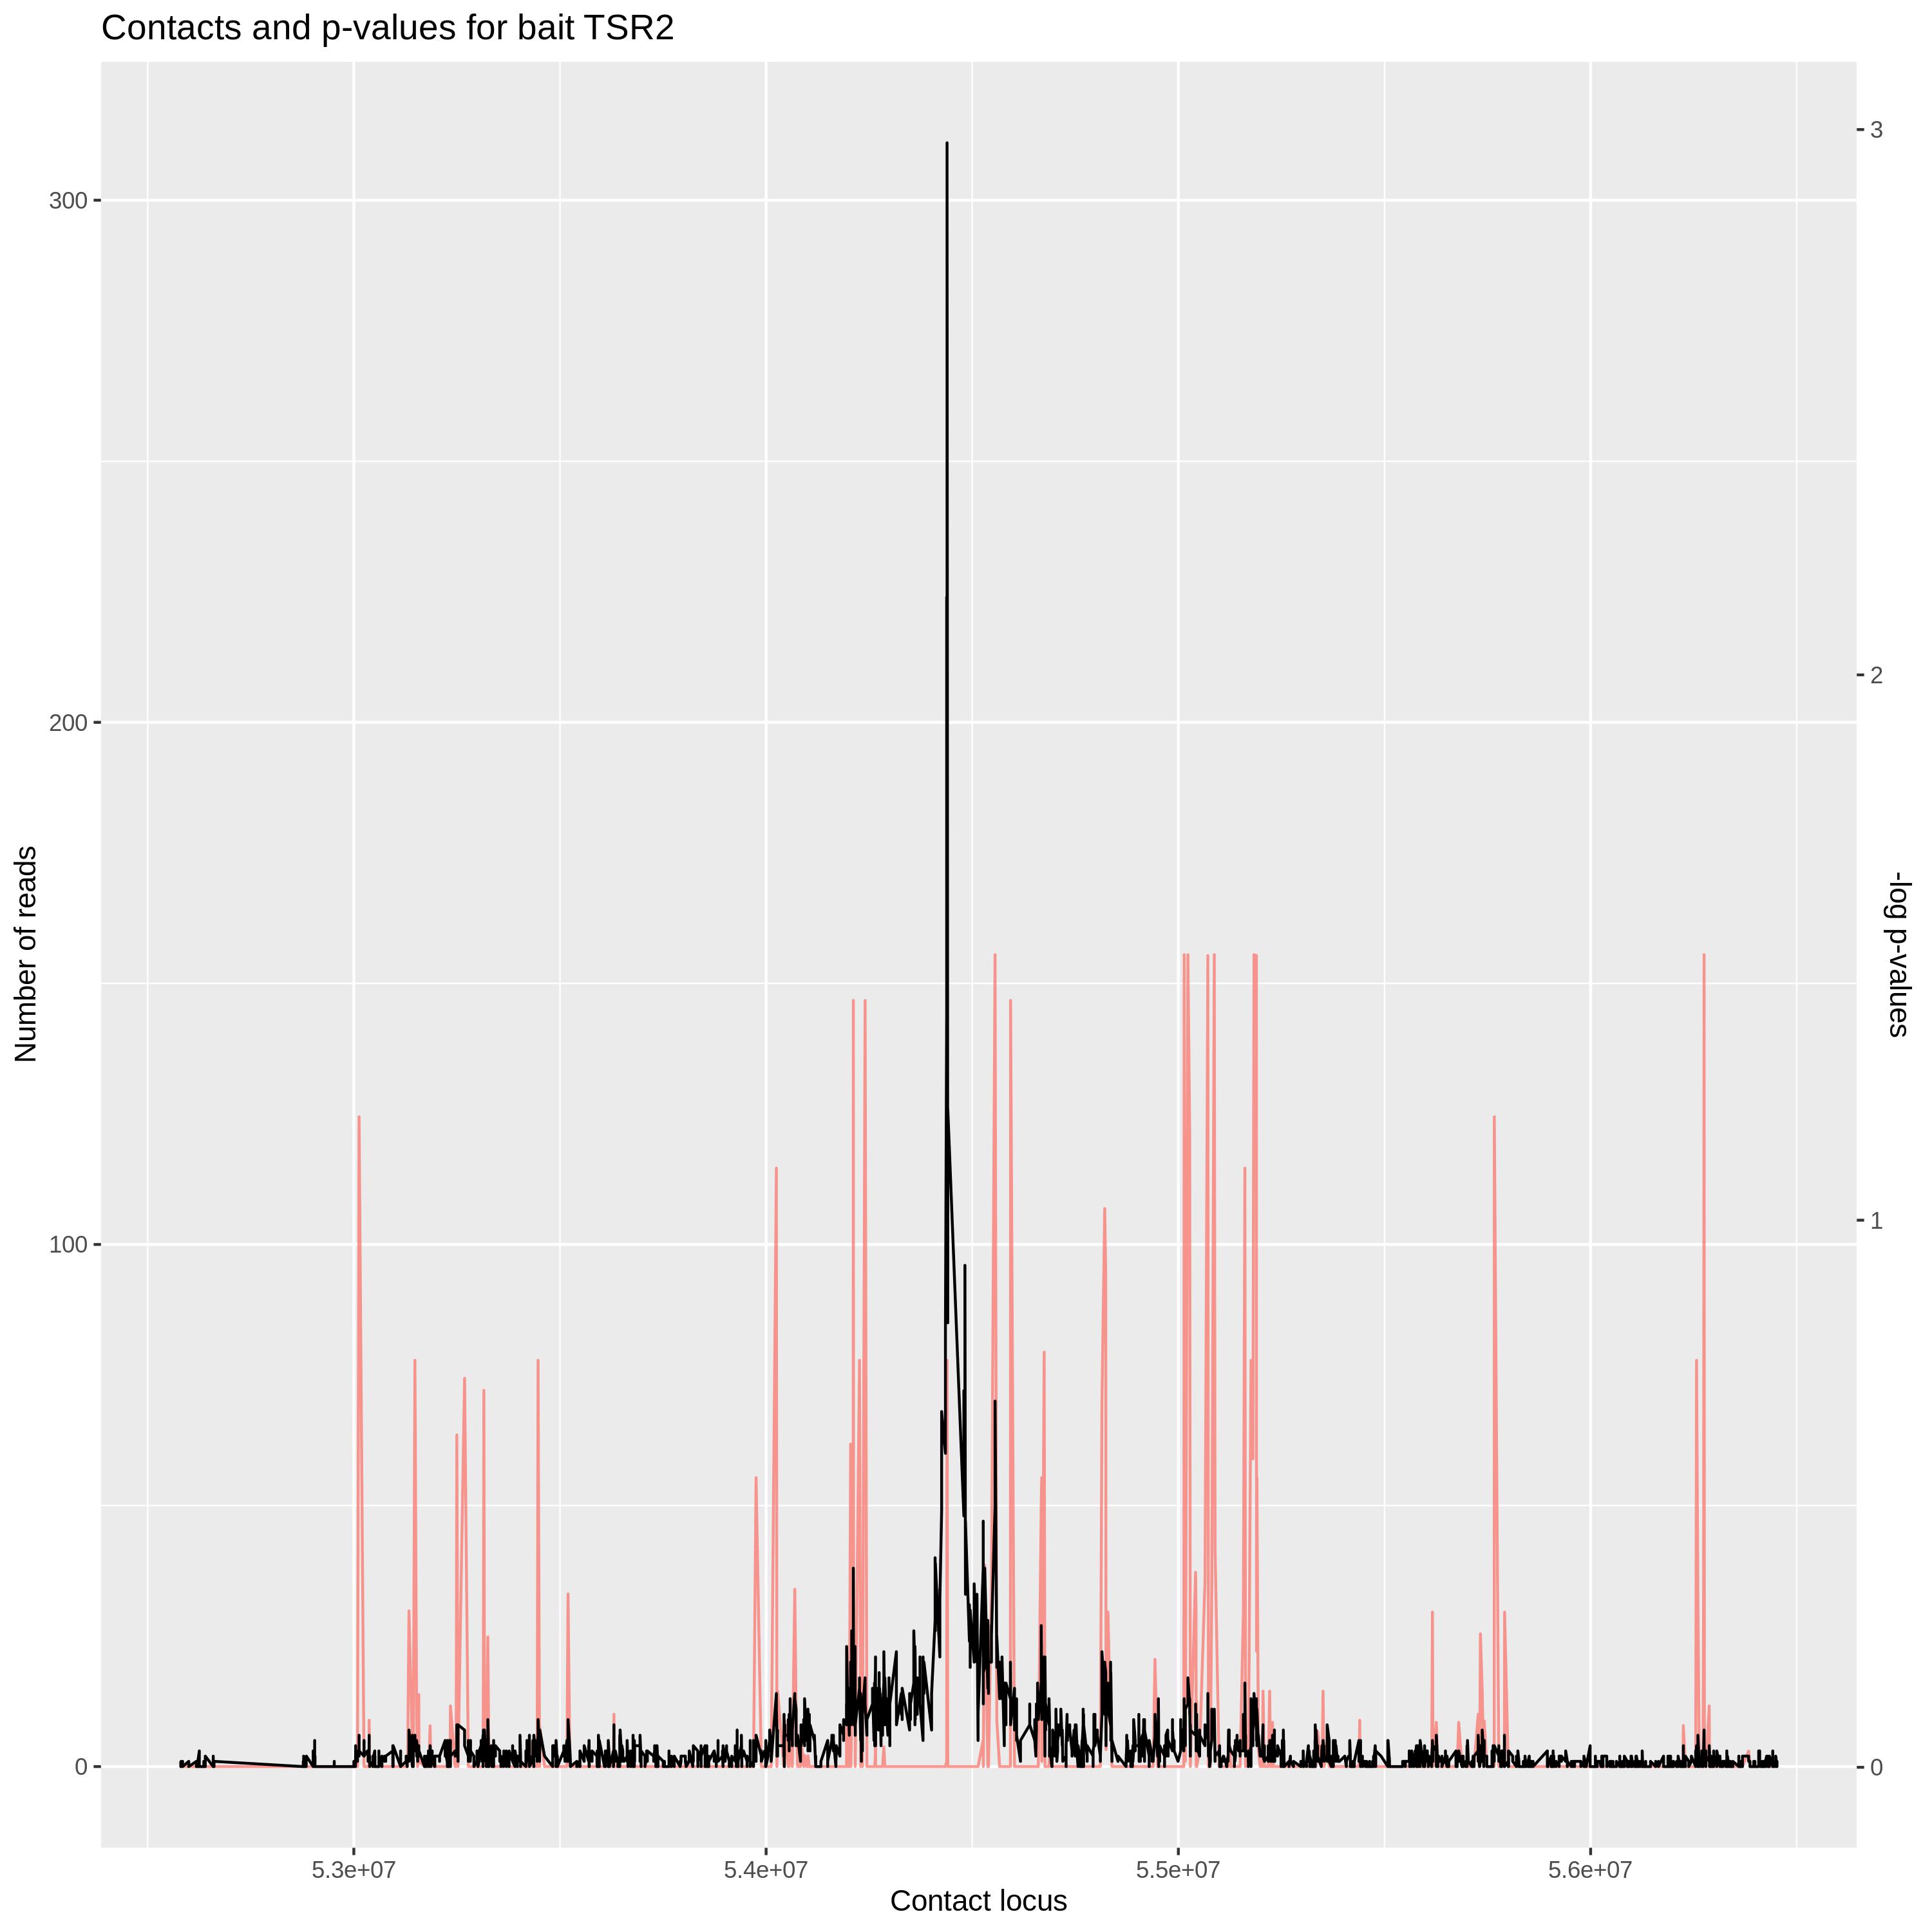 Contacts and p-values for bait TSR2
300
200
100
0
3
2
1
0
Number of reads
-log p-values
5.3e+07 5.4e+07 5.5e+07 5.6e+07
Contact locus